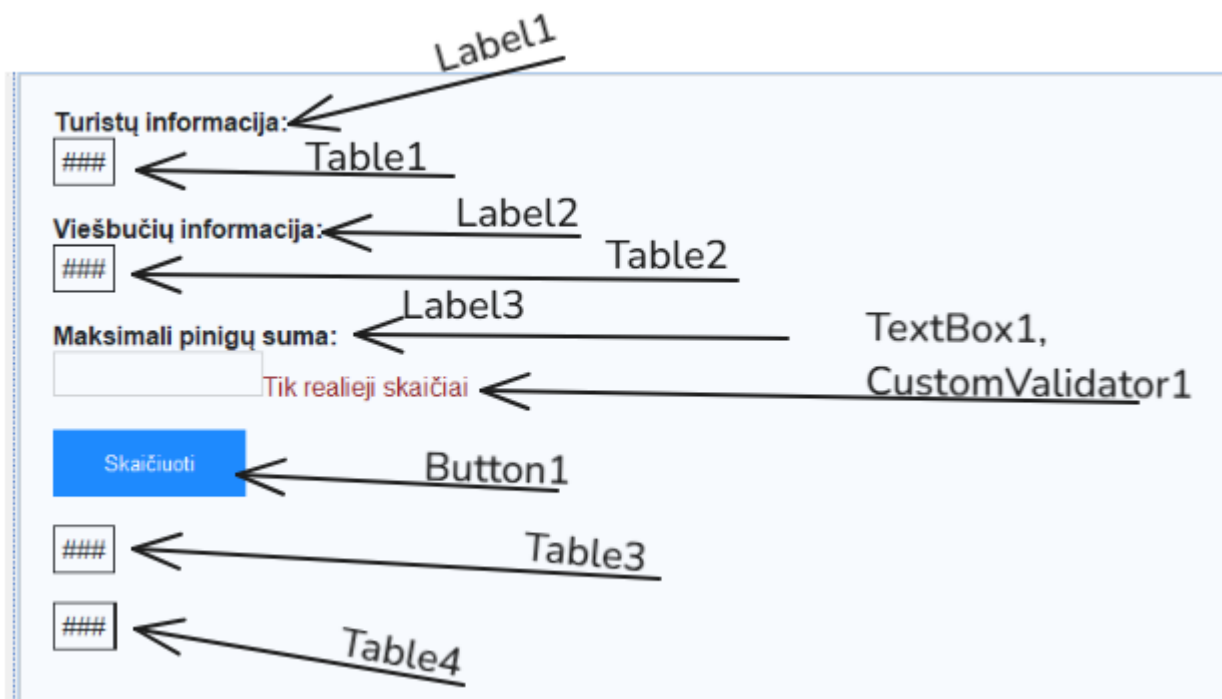 Label1
Turistų informacija:
### Table1
Viešbučių informacija: Label2
### Table2
Label3
Maksimali pinigų suma: TextBox1,
Tik realieji skaičiai CustomValidator1
Skaičiuoti Button1
### Table3
### Table4